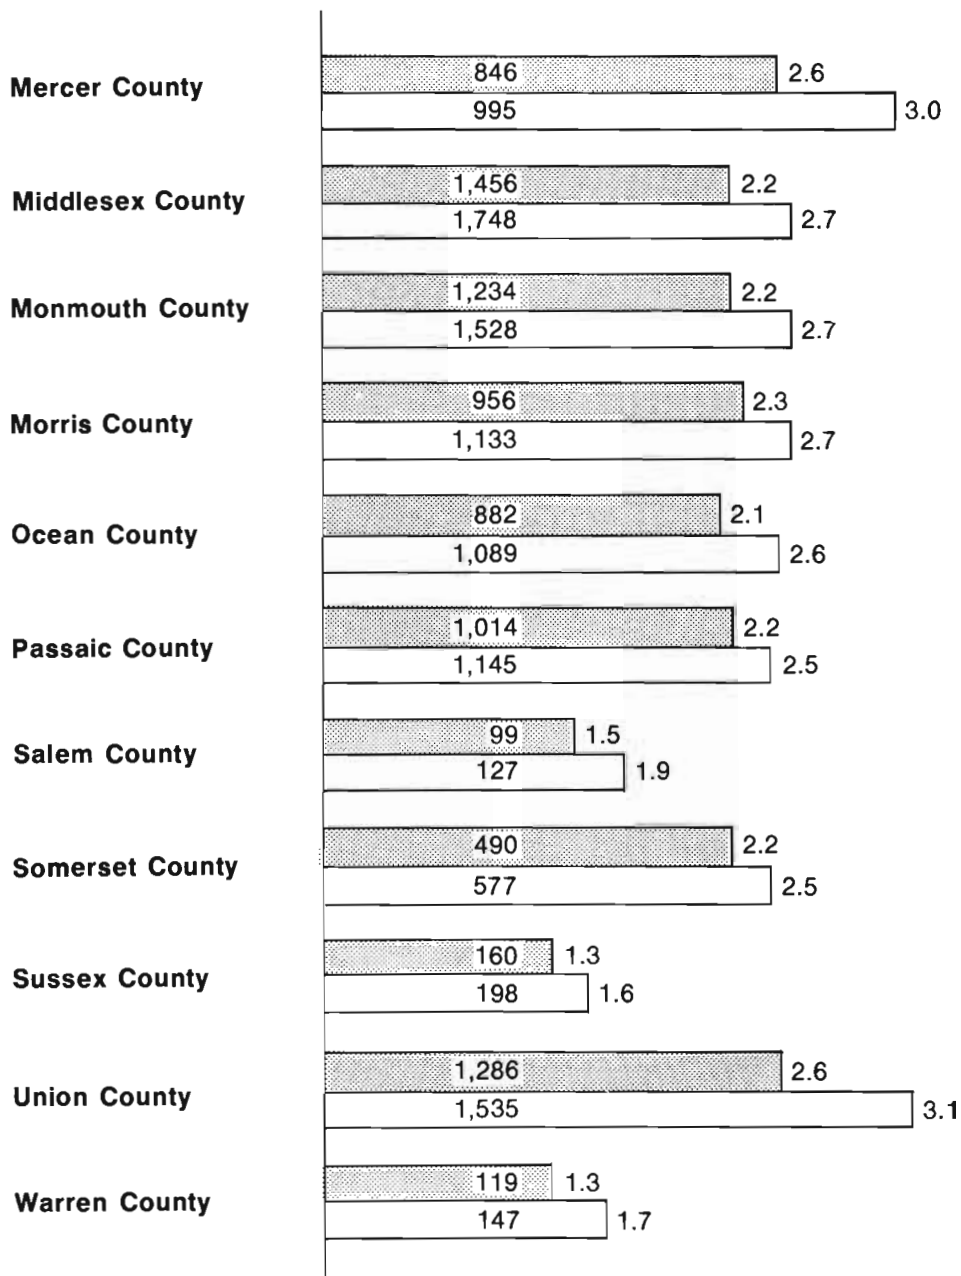 846 2.6
Mercer County
995 3.0
1,456 2.2
Middlesex County
1,748 2.7
1,234 2.2
Monmouth County
1,528 2.7
956 2.3
Morris County
1,133 2.7
882 2.1
Ocean County
1,089 2.6
1,014 2.2
Passaic County
1,145 2.5
99 1.5
Salem County
127 1.9
490 2.2
Somerset County
577 2.5
160 1.3
Sussex County
198 1.6
1,286 2.6
Union County
1,535 3.1
119 1.3
Warren County
147 1.7